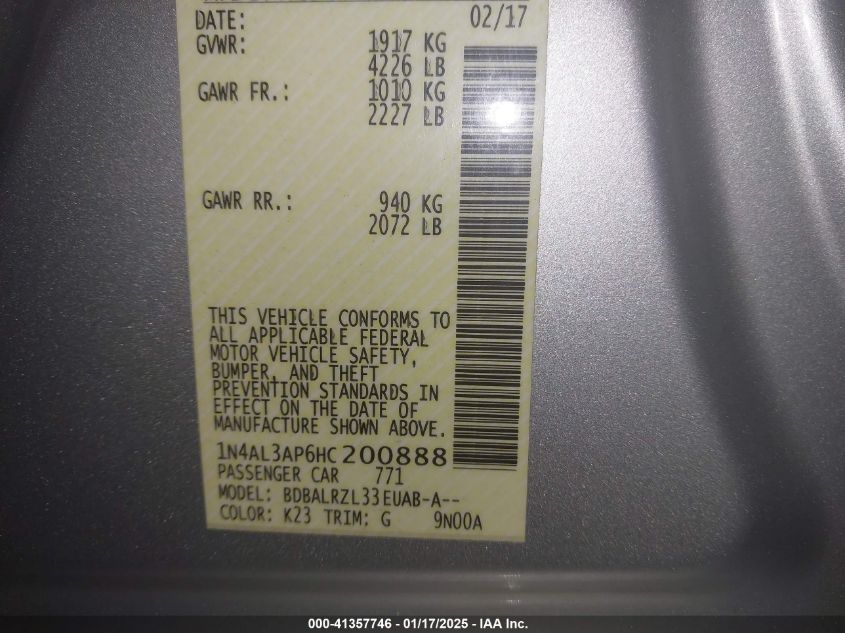 DATE: 02/17
GVWR: 1917 KG
4226 LB
GAWR FR.: 1010 KG
2227 LB
GAWR RR.: 940 KG
2072 LB
THIS VEHICLE CONFORMS TO
ALL APPLICABLE FEDERAL
MOTOR VEHICLE SAFETY,
BUMPER, AND THEFT
PREVENTION STANDARDS IN
EFFECT ON THE DATE OF
MANUFACTURE SHOWN ABOVE.
1N4AL3AP6HC200888
PASSENGER CAR 771
MODEL: BDBALRZL33EUAB-A--
COLOR: K23 TRIM: G 9N00A
000-41357746 - 01/17/2025 - IAA Inc.